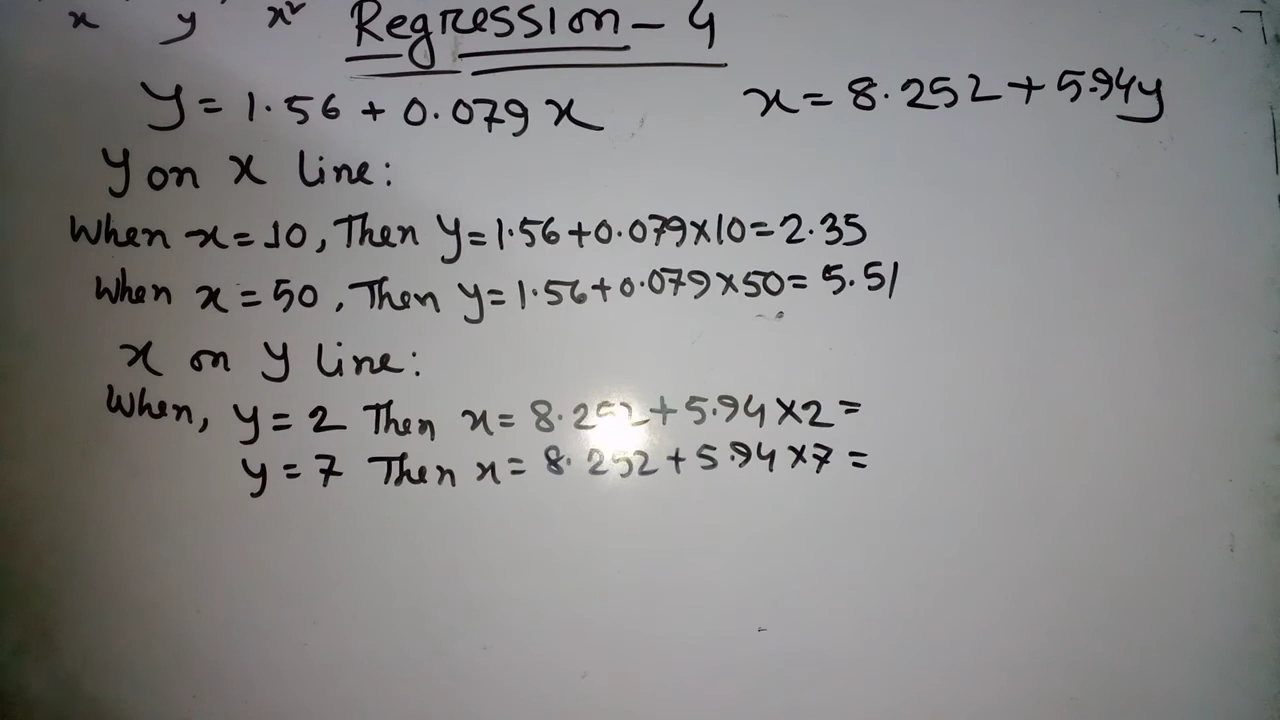 x y x² Regression - 4
y = 1.56 + 0.079x x = 8.252 + 5.94y
y on x line:
When x = 10, Then y = 1.56 + 0.079 × 10 = 2.35
When x = 50, Then y = 1.56 + 0.079 × 50 = 5.51
x on y line:
When, y = 2 Then x = 8.252 + 5.94 × 2 =
y = 7 Then x = 8.252 + 5.94 × 7 =